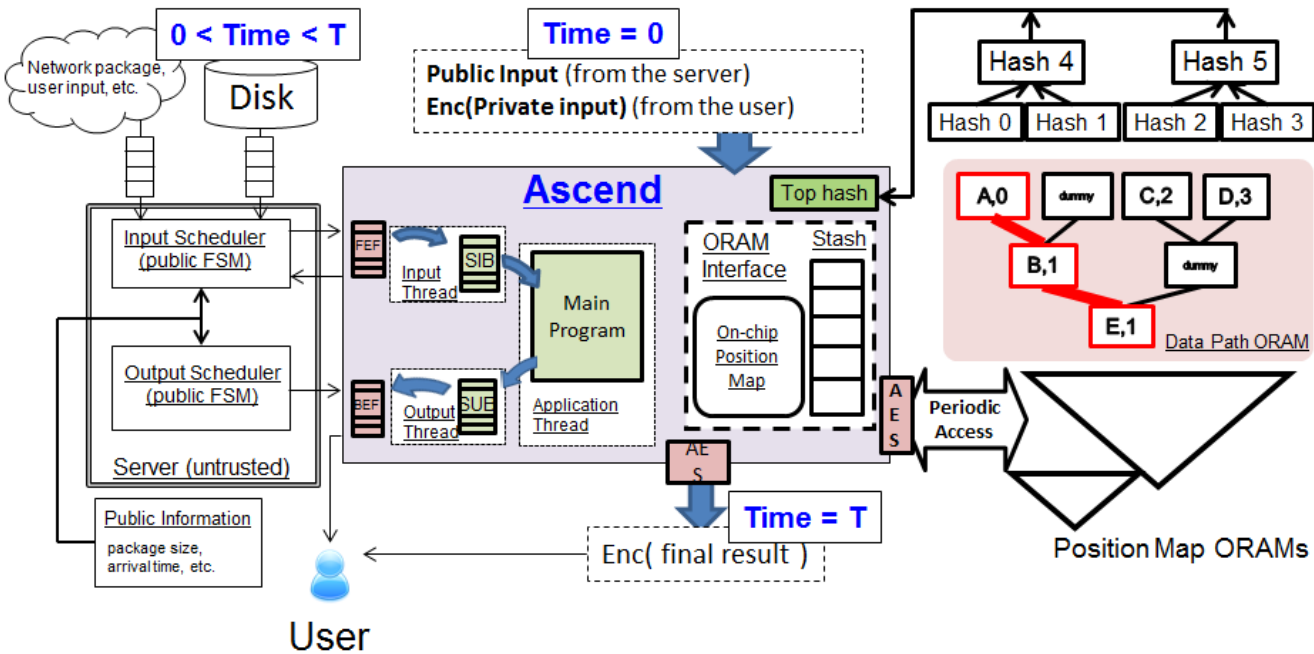 0 < Time < T
Network package,
user input, etc.
Disk
Time = 0
Public Input (from the server)
Enc(Private input) (from the user)
Hash 4
Hash 5
Hash 0
Hash 1
Hash 2
Hash 3
Ascend
Top hash
A,0
dummy
C,2
D,3
B,1
dummy
E,1
Data Path ORAM
Input Scheduler
(public FSM)
Output Scheduler
(public FSM)
Server (untrusted)
FEF
SIB
Input
Thread
Main
Program
BEF
SUB
Output
Thread
Application
Thread
ORAM
Interface
Stash
On-chip
Position
Map
AES
Periodic
Access
AE
S
Public Information
package size,
arrival time, etc.
Time = T
Enc( final result )
Position Map ORAMs
User